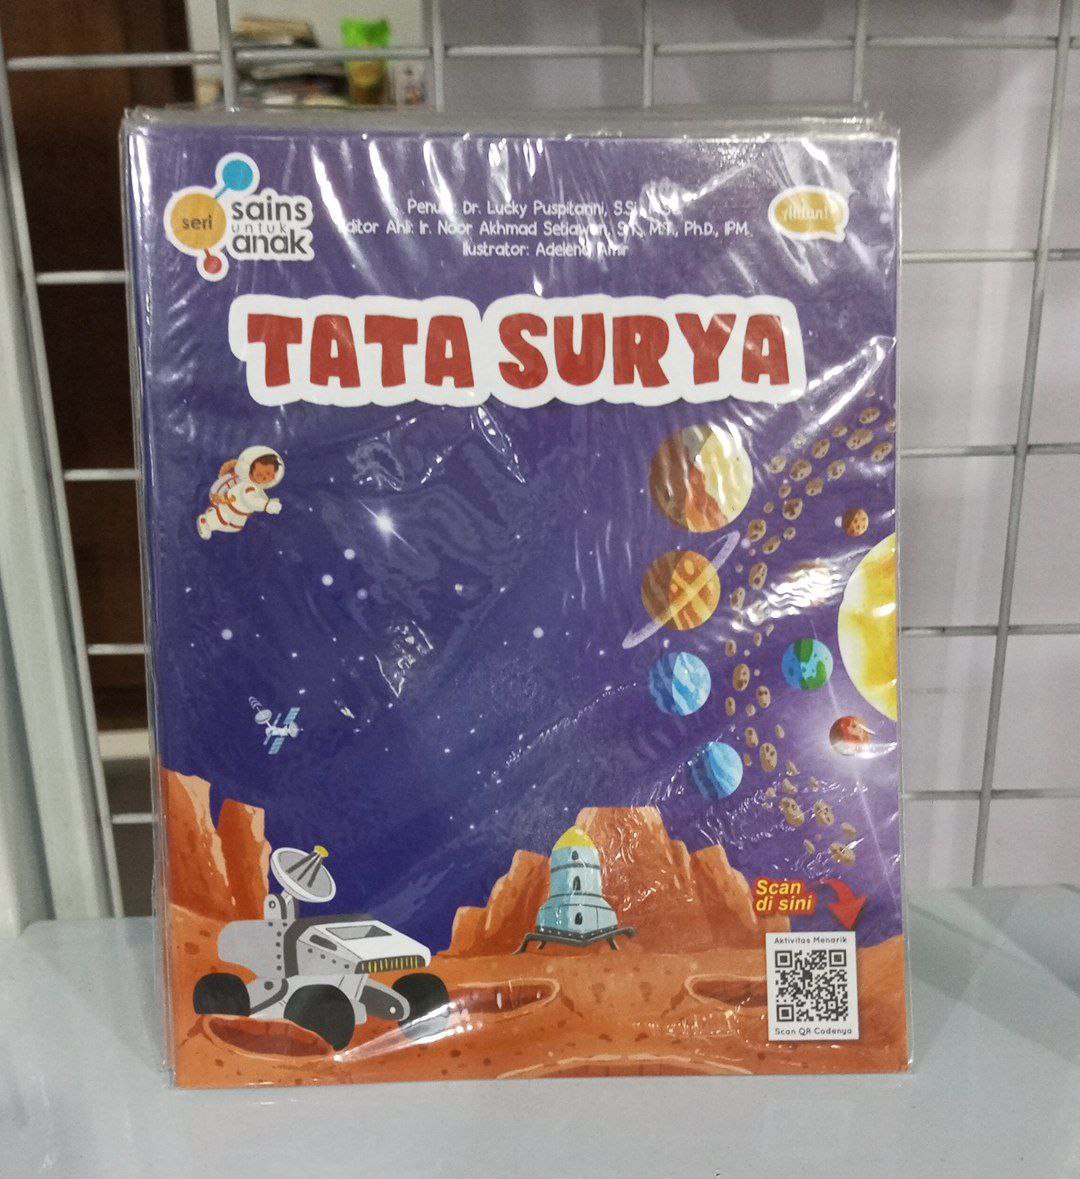 seri
sains
untuk
anak
Dr. Lucky Puspitarini, S.Si.,
Editor Ahli: Ir. Noor Akhmad Setiawan, S.T., M.T., Ph.D., IPM.
Ilustrator: Adelena Amir
TATA SURYA
Scan
di sini
Aktivitas Menarik
Scan QR Codenya